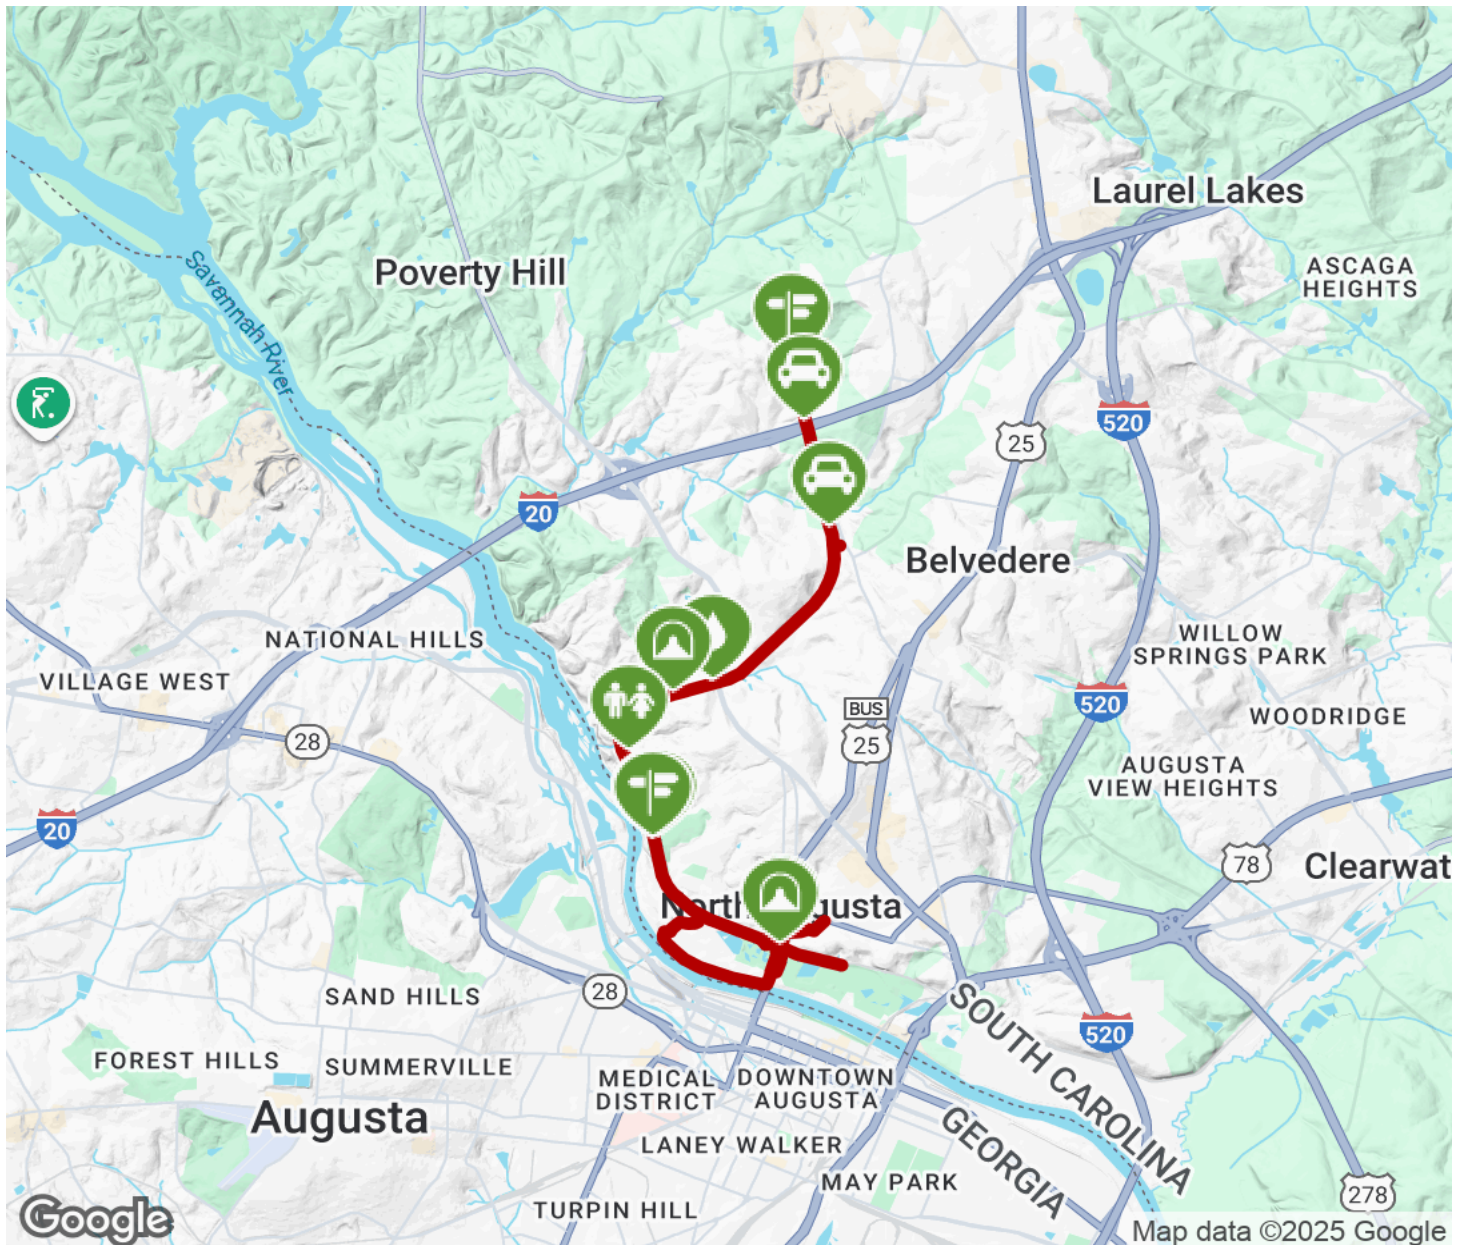 Laurel Lakes
ASCAGA
HEIGHTS
Poverty Hill
Savannah River
520
25
20
Belvedere
NATIONAL HILLS
WILLOW
SPRINGS PARK
VILLAGE WEST
520
BUS
25
WOODRIDGE
28
AUGUSTA
VIEW HEIGHTS
20
78
Clearwat
North Augusta
SAND HILLS
28
SOUTH CAROLINA
520
FOREST HILLS
SUMMERVILLE
MEDICAL
DISTRICT
DOWNTOWN
AUGUSTA
Augusta
GEORGIA
LANEY WALKER
MAY PARK
278
TURPIN HILL
Google
Map data ©2025 Google